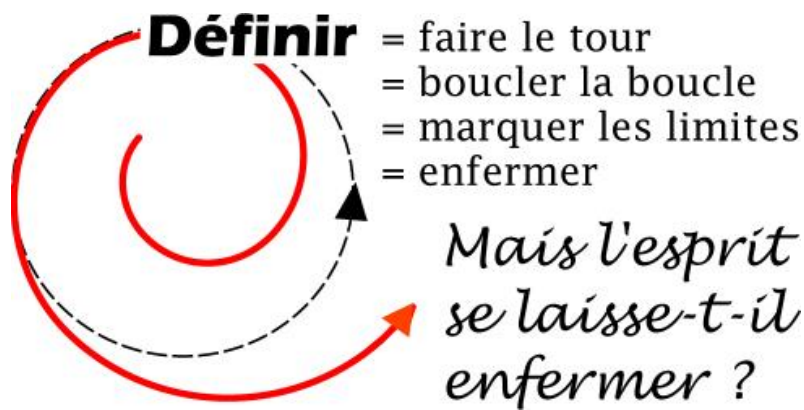 Définir = faire le tour
= boucler la boucle
= marquer les limites
= enfermer
Mais l'esprit
se laisse-t-il
enfermer ?